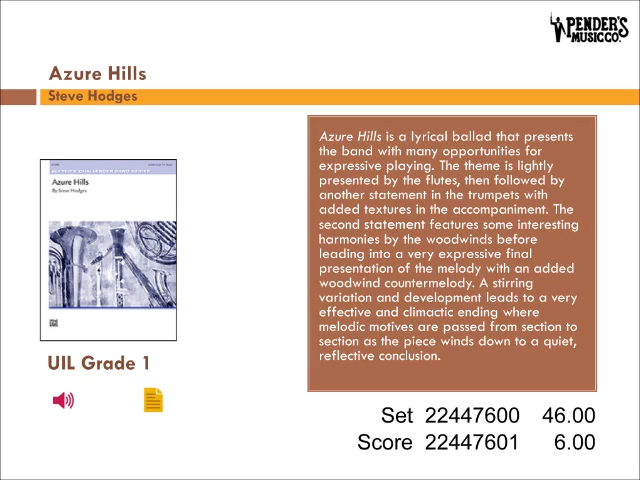 PENDER'S
MUSIC CO.
Azure Hills
Steve Hodges
Azure Hills is a lyrical ballad that presents
the band with many opportunities for
expressive playing. The theme is lightly
presented by the flutes, then followed by
another statement in the trumpets with
added textures in the accompaniment. The
second statement features some interesting
harmonies by the woodwinds before
leading into a very expressive final
presentation of the melody with an added
woodwind countermelody. A stirring
variation and development leads to a very
effective and climactic ending where
melodic motives are passed from section to
section as the piece winds down to a quiet,
reflective conclusion.
Azure Hills
By Steve Hodges
UIL Grade 1
Set 22447600 46.00
Score 22447601 6.00